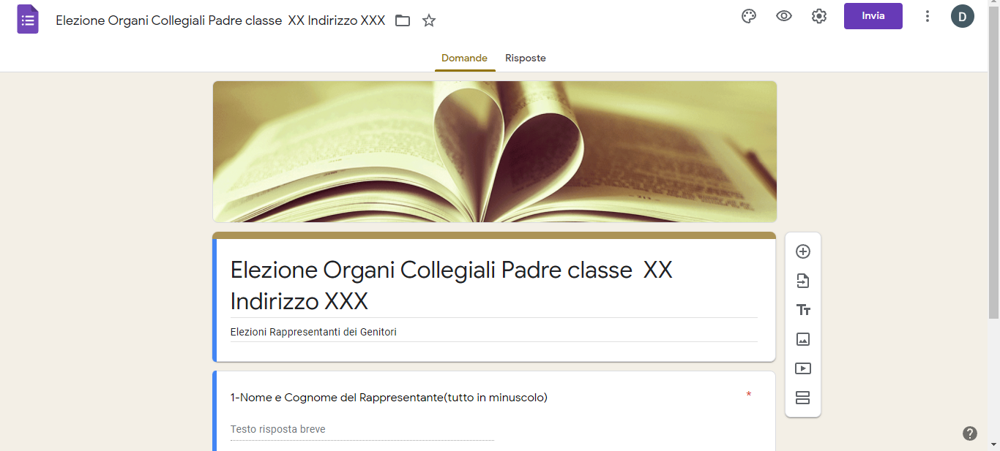 Elezione Organi Collegiali Padre classe  XX Indirizzo XXX
Invia
D
Domande
Risposte
Elezione Organi Collegiali Padre classe  XX
Indirizzo XXX
Elezioni Rappresentanti dei Genitori
1-Nome e Cognome del Rappresentante(tutto in minuscolo)
*
Testo risposta breve